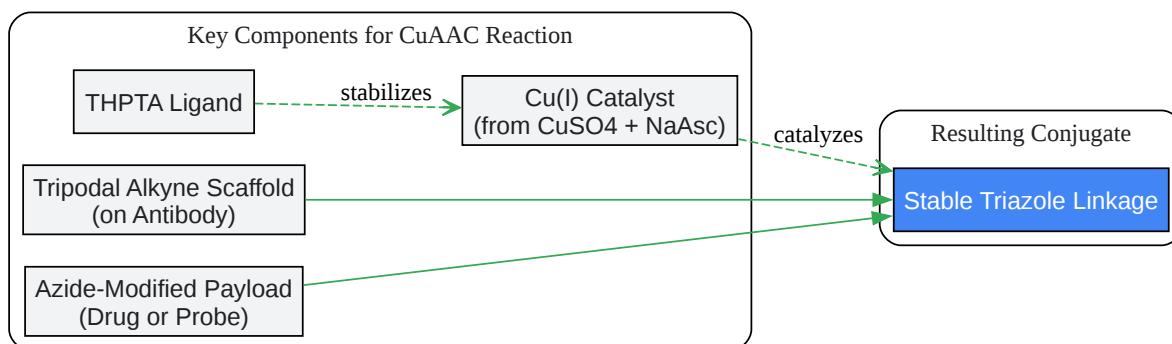 Key Components for CuAAC Reaction
THPTA Ligand
stabilizes
Cu(I) Catalyst
(from CuSO4 + NaAsc)
catalyzes
Resulting Conjugate
Stable Triazole Linkage
Tripodal Alkyne Scaffold
(on Antibody)
Azide-Modified Payload
(Drug or Probe)